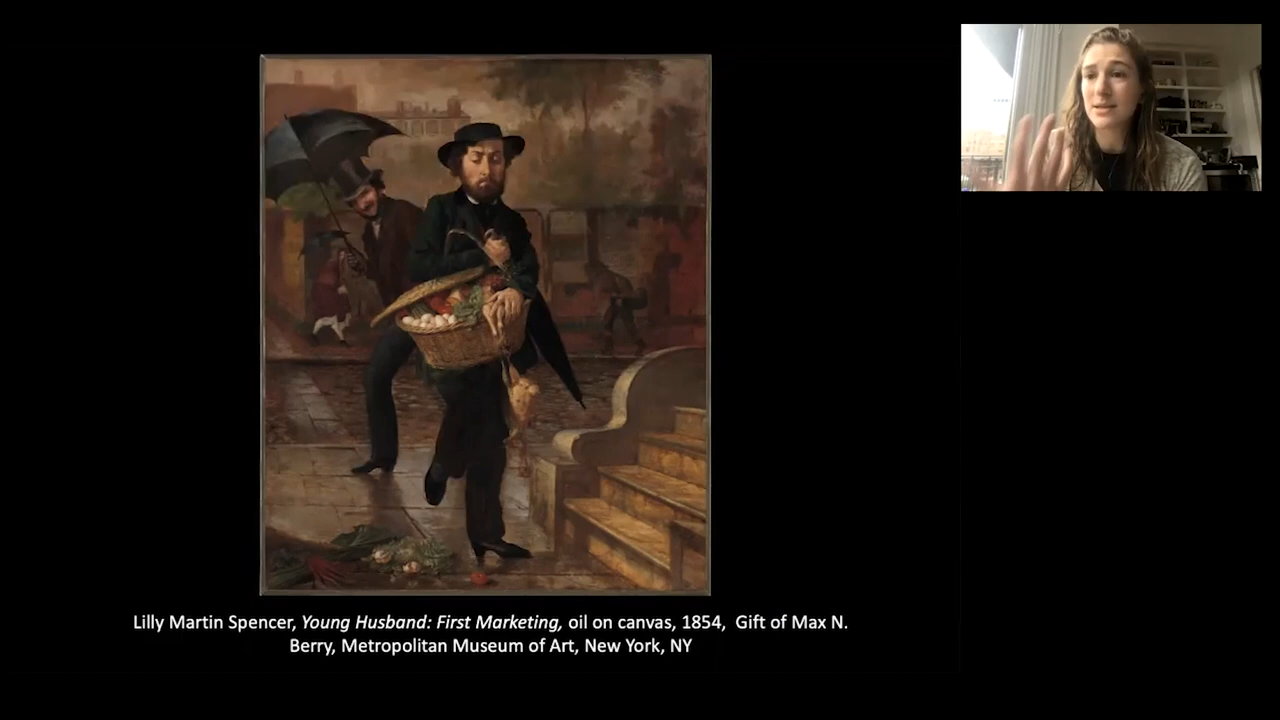 Lilly Martin Spencer, Young Husband: First Marketing, oil on canvas, 1854,  Gift of Max N.
Berry, Metropolitan Museum of Art, New York, NY